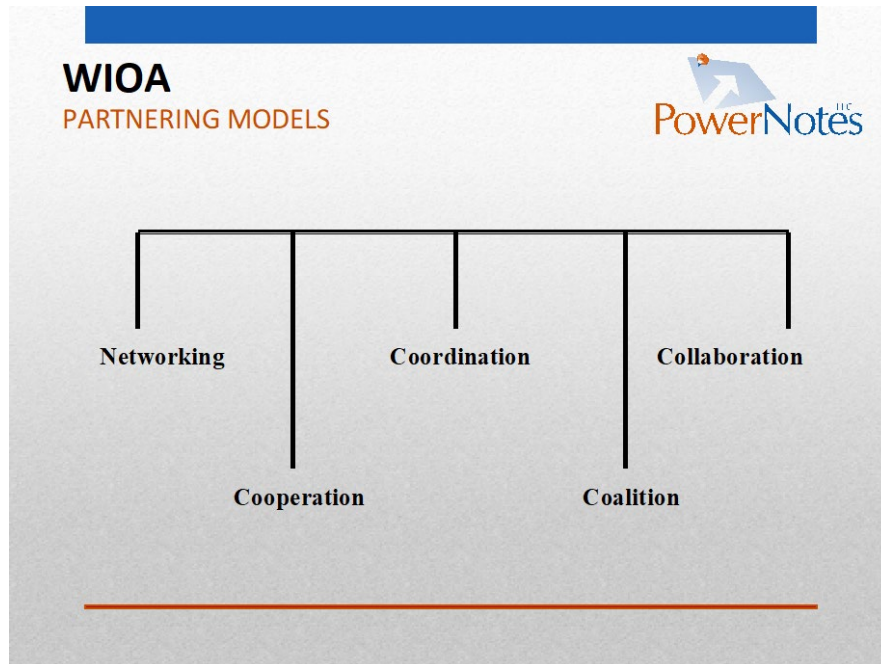 WIOA
PARTNERING MODELS
PowerNotes LLC
Networking
Coordination
Collaboration
Cooperation
Coalition